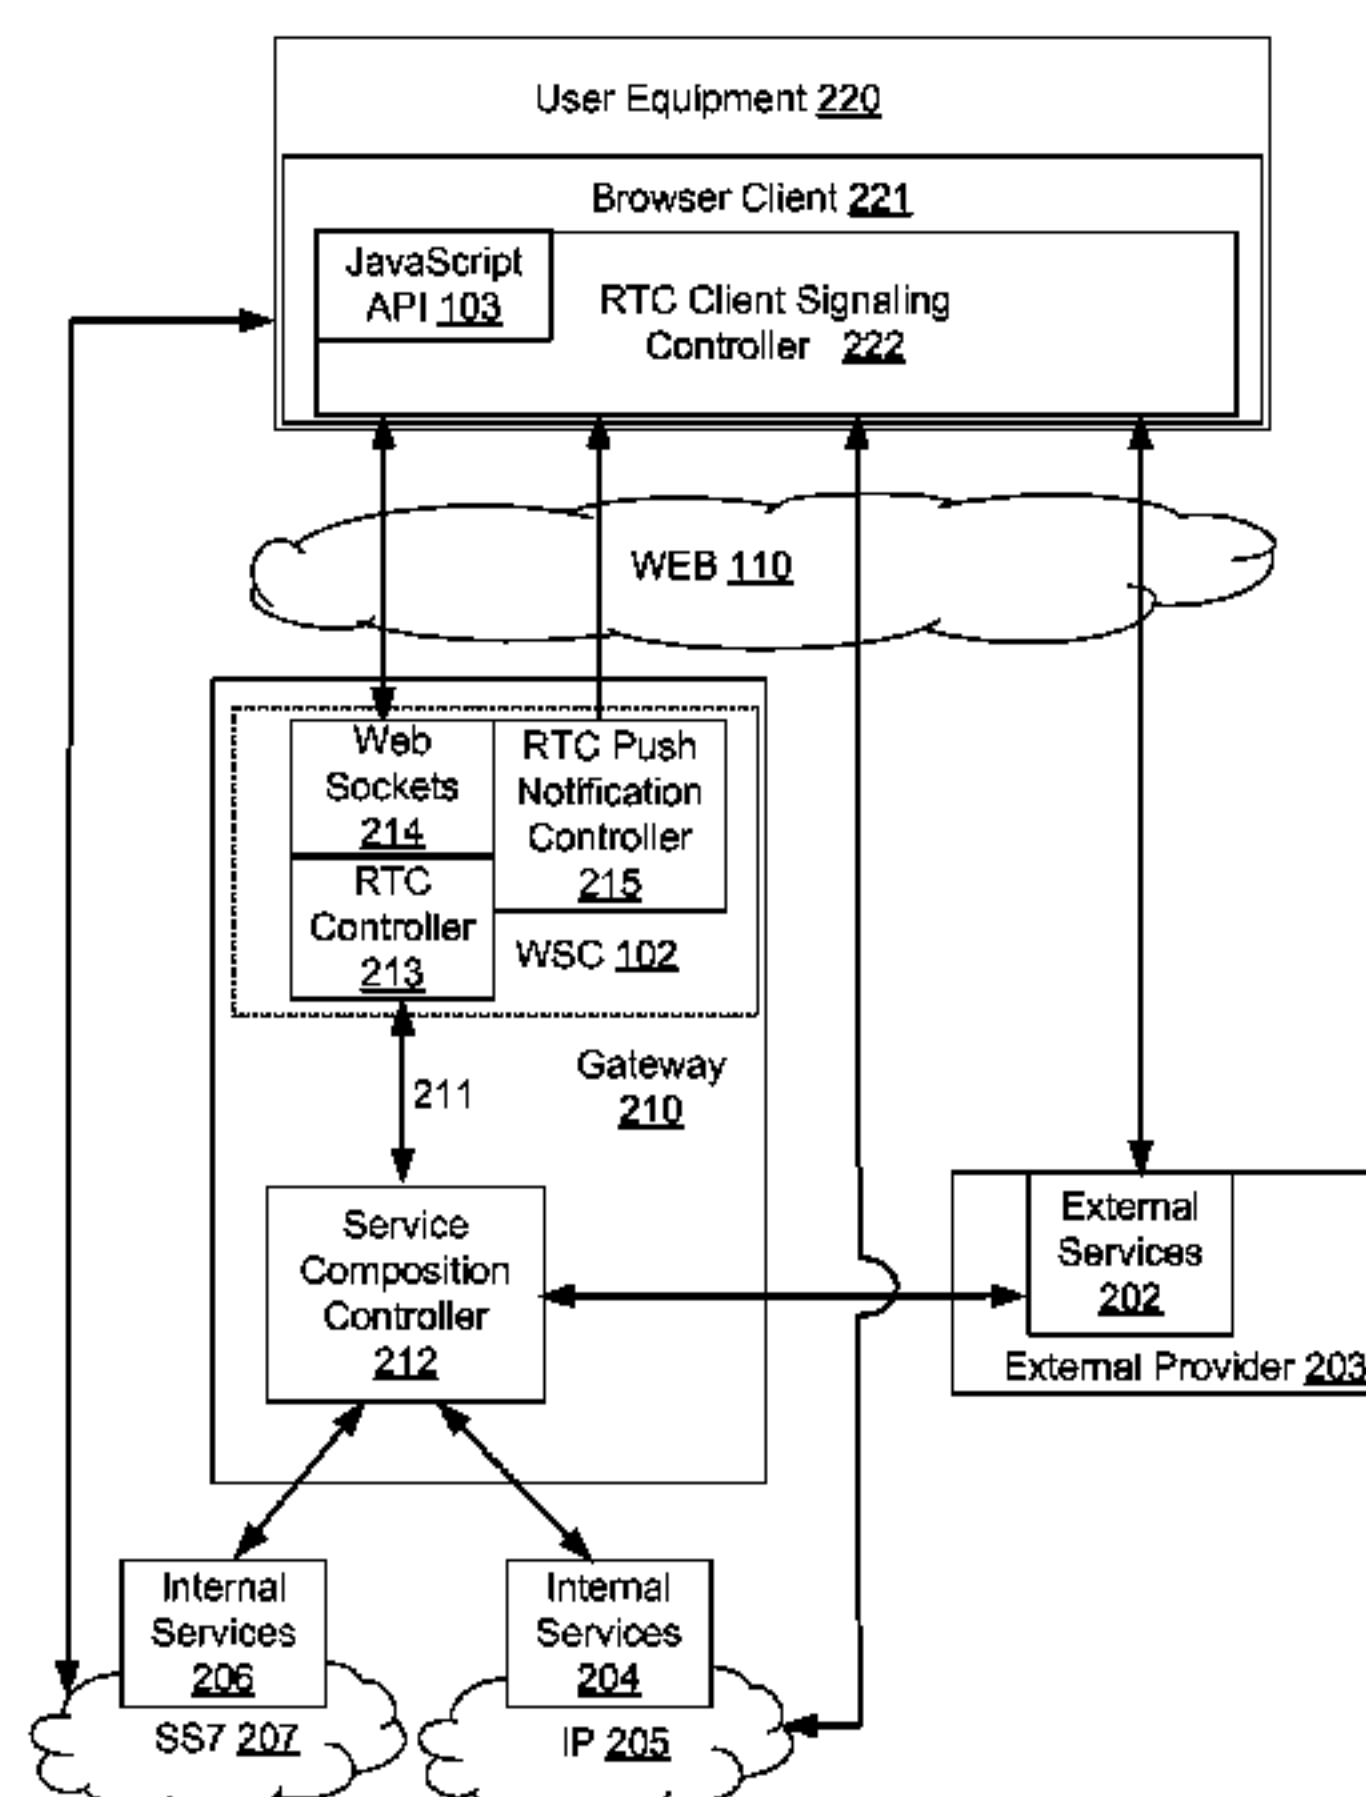 User Equipment 220
Browser Client 221
JavaScript
API 103
RTC Client Signaling
Controller 222
WEB 110
Web
Sockets
214
RTC Push
Notification
Controller
215
RTC
Controller
213
WSC 102
Gateway
210
211
Service
Composition
Controller
212
External
Services
202
External Provider 203
Internal
Services
206
SS7 207
Internal
Services
204
IP 205